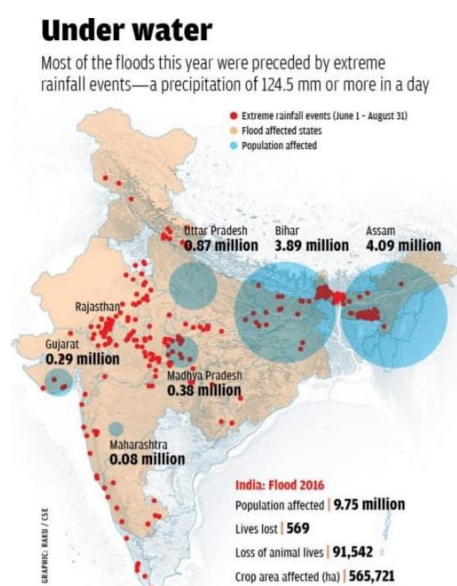 Under water
Most of the floods this year were preceded by extreme
rainfall events—a precipitation of 124.5 mm or more in a day
Extreme rainfall events (June 1 - August 31)
Flood affected states
Population affected
Uttar Pradesh
0.87 million
Bihar
3.89 million
Assam
4.09 million
Rajasthan
Gujarat
0.29 million
Madhya Pradesh
0.38 million
Maharashtra
0.08 million
India: Flood 2016
Population affected | 9.75 million
Lives lost | 569
Loss of animal lives | 91,542
Crop area affected (ha) | 565,721
GRAPHIC: RAKU / CSE